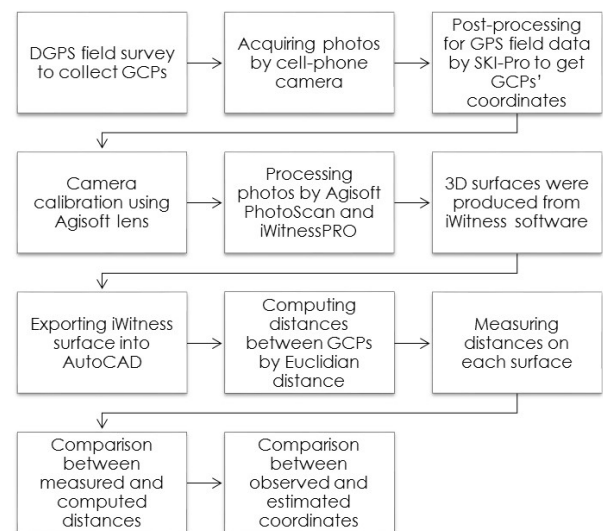 DGPS field survey
to collect GCPs
Acquiring photos
by cell-phone
camera
Post-processing
for GPS field data
by SKI-Pro to get
GCPs’
coordinates
Camera
calibration using
Agisoft lens
Processing
photos by Agisoft
PhotoScan and
iWitnessPRO
3D surfaces were
produced from
iWitness software
Exporting iWitness
surface into
AutoCAD
Computing
distances
between GCPs
by Euclidian
distance
Measuring
distances on
each surface
Comparison
between
measured and
computed
distances
Comparison
between
observed and
estimated
coordinates